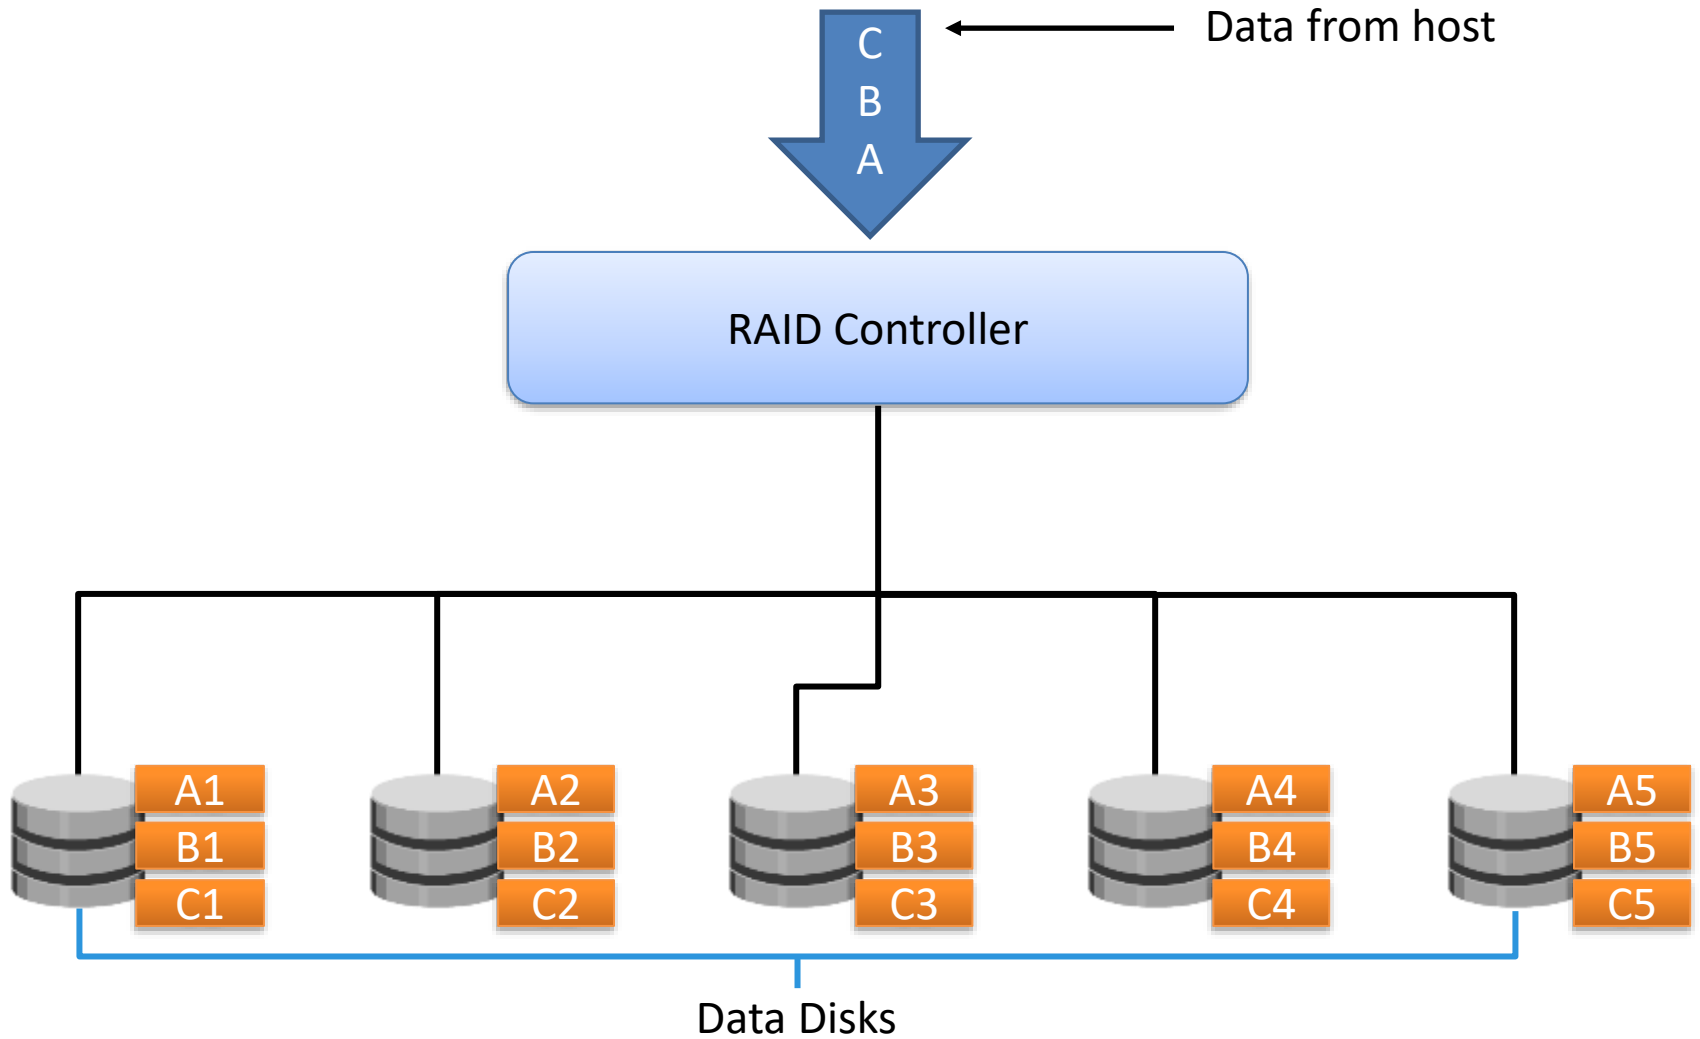 Data from host
C
B
A
RAID Controller
A1 A2 A3 A4 A5
B1 B2 B3 B4 B5
C1 C2 C3 C4 C5
Data Disks